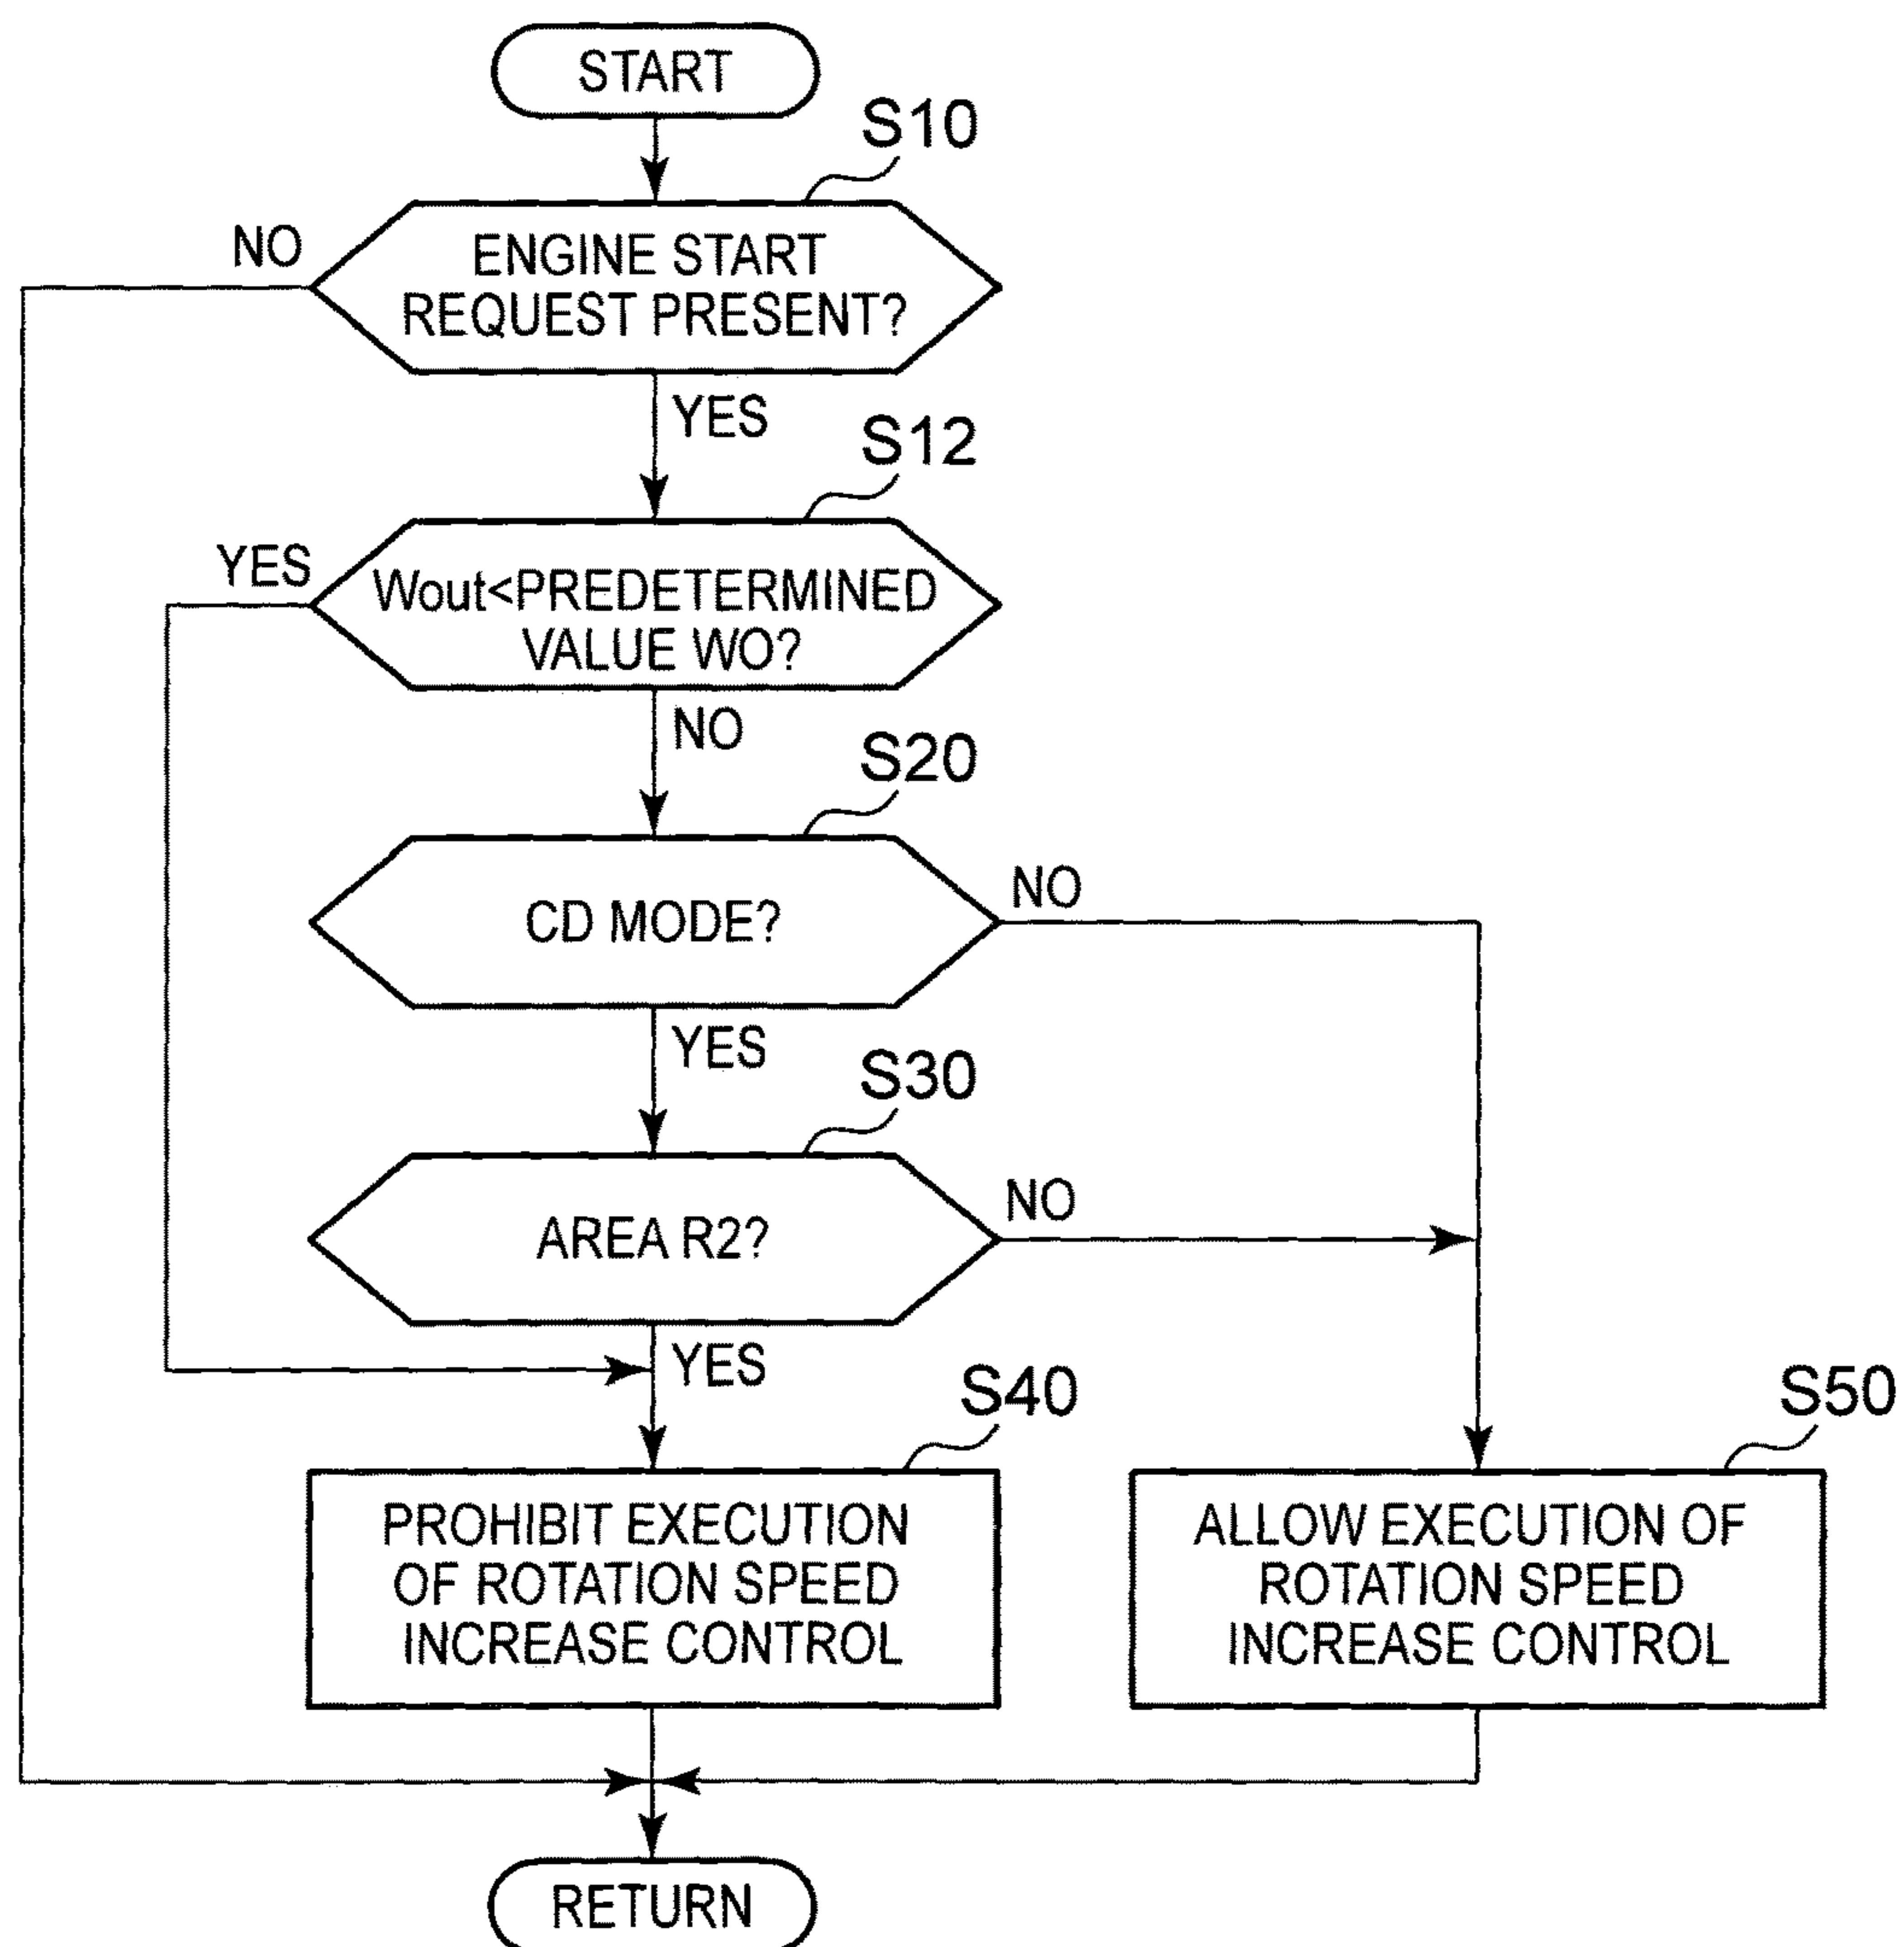 START
S10
NO
ENGINE START
REQUEST PRESENT?
YES
S12
YES
Wout<PREDETERMINED
VALUE WO?
NO
S20
CD MODE?
NO
YES
S30
AREA R2?
NO
YES
S40
S50
PROHIBIT EXECUTION
OF ROTATION SPEED
INCREASE CONTROL
ALLOW EXECUTION OF
ROTATION SPEED
INCREASE CONTROL
RETURN